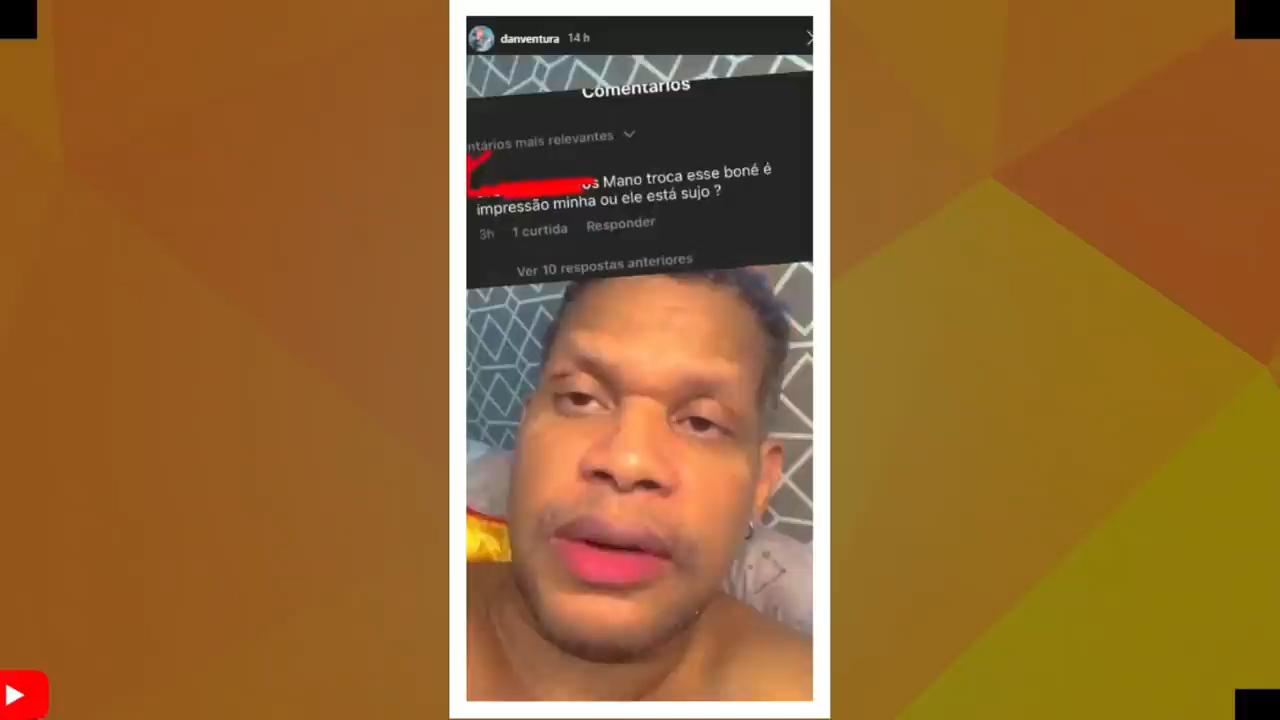 danventura 14 h
Comentários
ntários mais relevantes
os Mano troca esse boné é
impressão minha ou ele está sujo ?
3h 1 curtida Responder
Ver 10 respostas anteriores